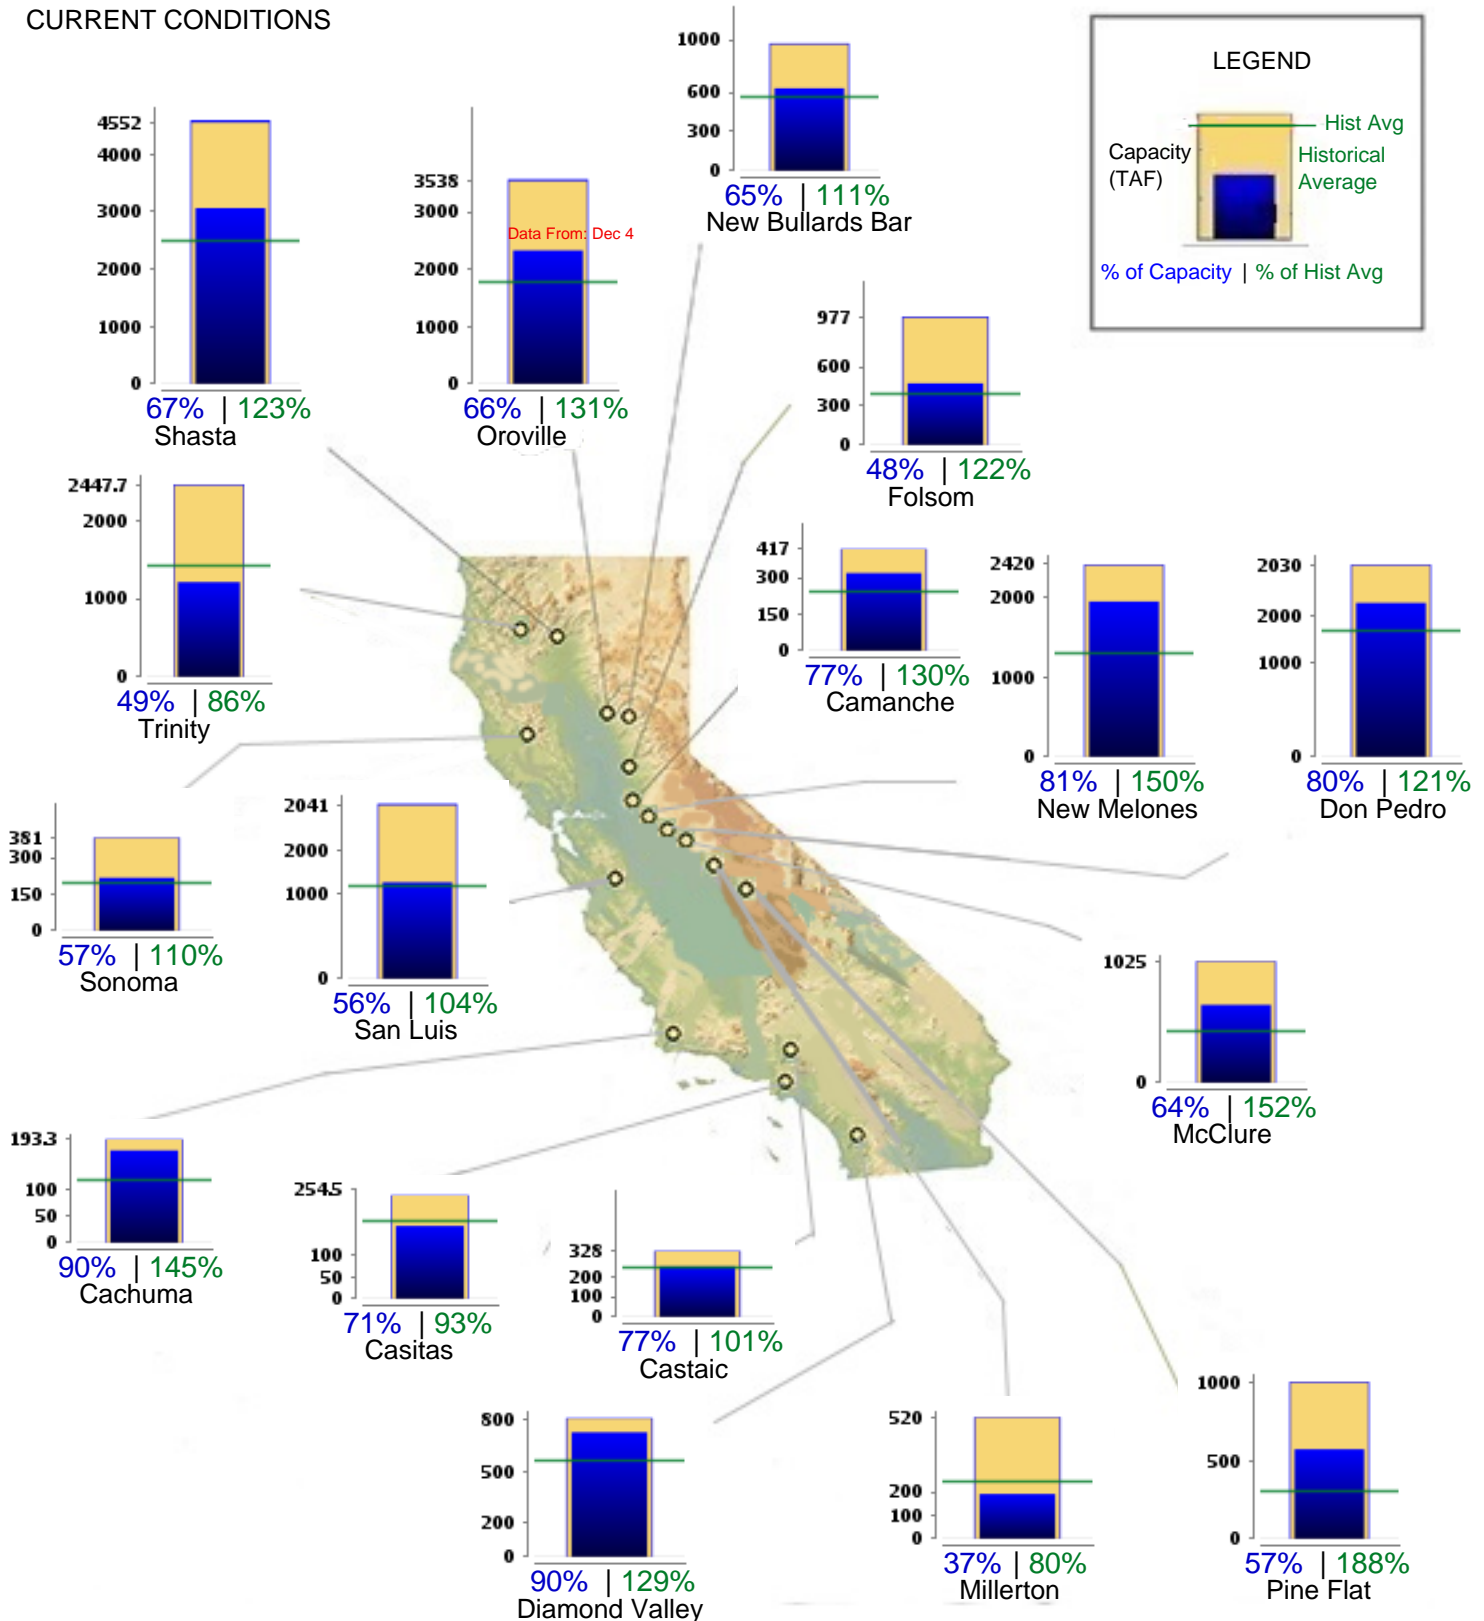 CURRENT CONDITIONS
LEGEND
Hist Avg
Capacity
(TAF)
Historical
Average
% of Capacity | % of Hist Avg
1000
600
300
0
65% | 111%
New Bullards Bar
4552
4000
3000
2000
1000
0
67% | 123%
Shasta
3538
3000
Data From: Dec 4
2000
1000
0
66% | 131%
Oroville
977
600
300
0
48% | 122%
Folsom
2447.7
2000
1000
0
49% | 86%
Trinity
417
300
150
0
77% | 130%
Camanche
2420
2000
1000
0
81% | 150%
New Melones
2030
2000
1000
0
80% | 121%
Don Pedro
381
300
150
0
57% | 110%
Sonoma
2041
2000
1000
0
56% | 104%
San Luis
1025
0
64% | 152%
McClure
193.3
100
50
0
90% | 145%
Cachuma
254.5
100
50
0
71% | 93%
Casitas
328
200
100
0
77% | 101%
Castaic
800
500
200
0
90% | 129%
Diamond Valley
520
200
100
0
37% | 80%
Millerton
1000
500
0
57% | 188%
Pine Flat